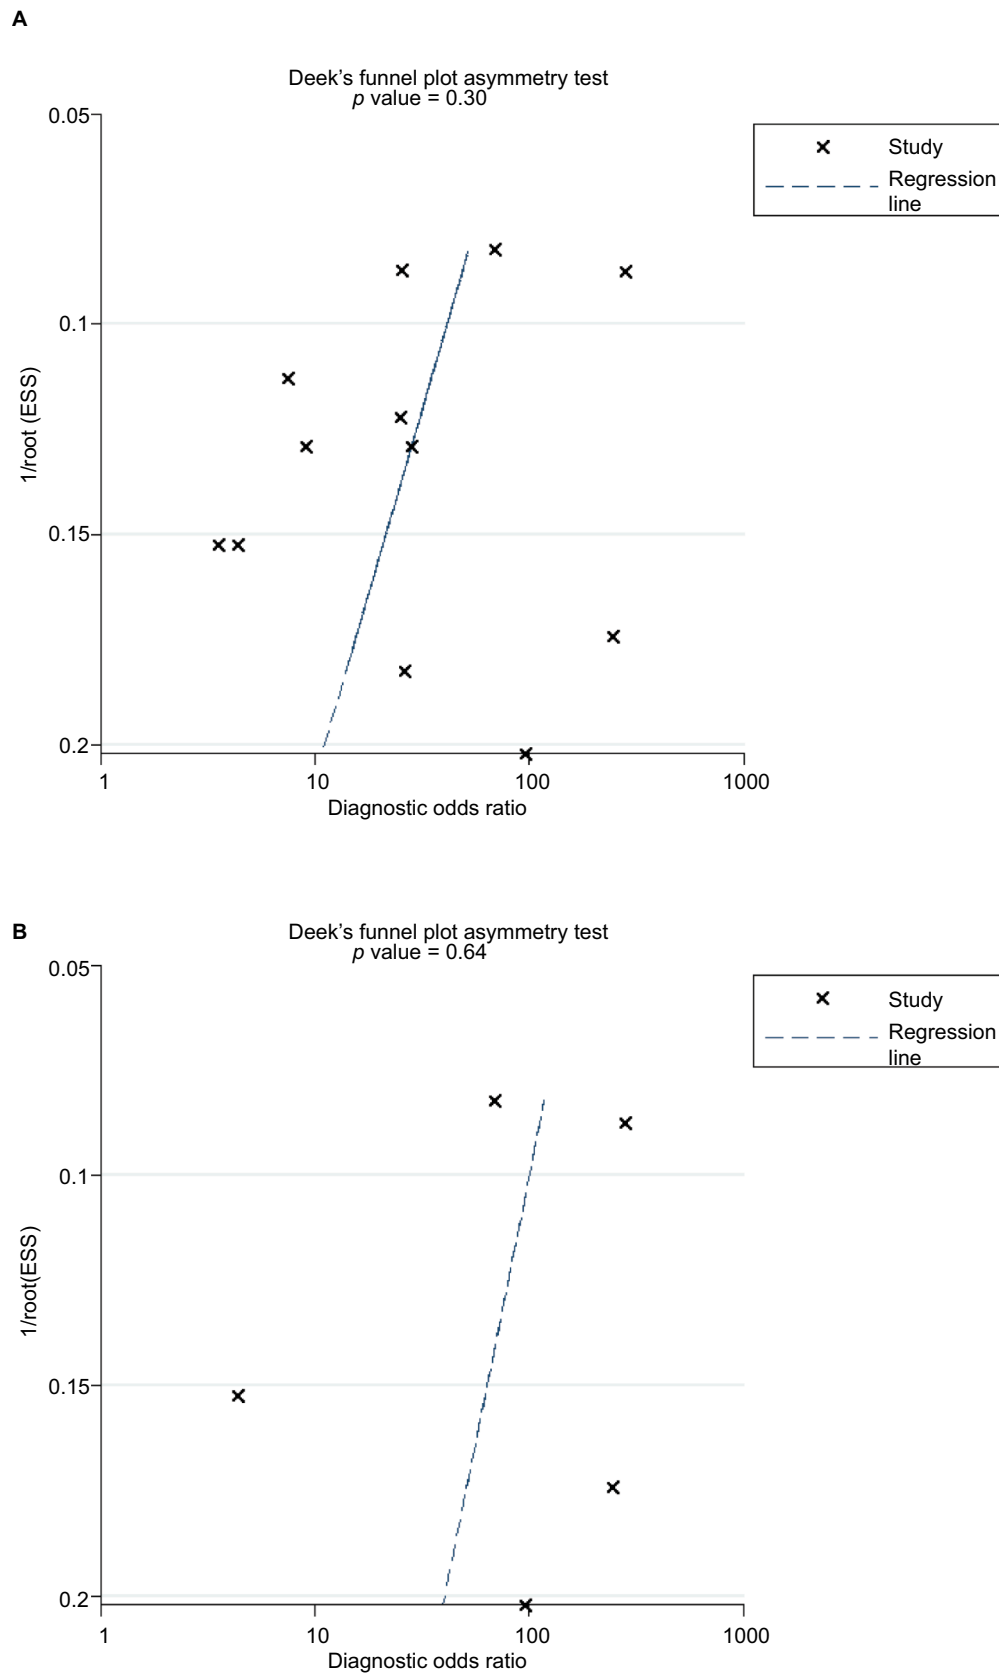 A
Deek's funnel plot asymmetry test
p value = 0.30
0.05
0.1
0.15
0.2
1/root (ESS)
1 10 100 1000
Diagnostic odds ratio
Study
Regression
line
B
Deek's funnel plot asymmetry test
p value = 0.64
0.05
0.1
0.15
0.2
1/root(ESS)
1 10 100 1000
Diagnostic odds ratio
Study
Regression
line